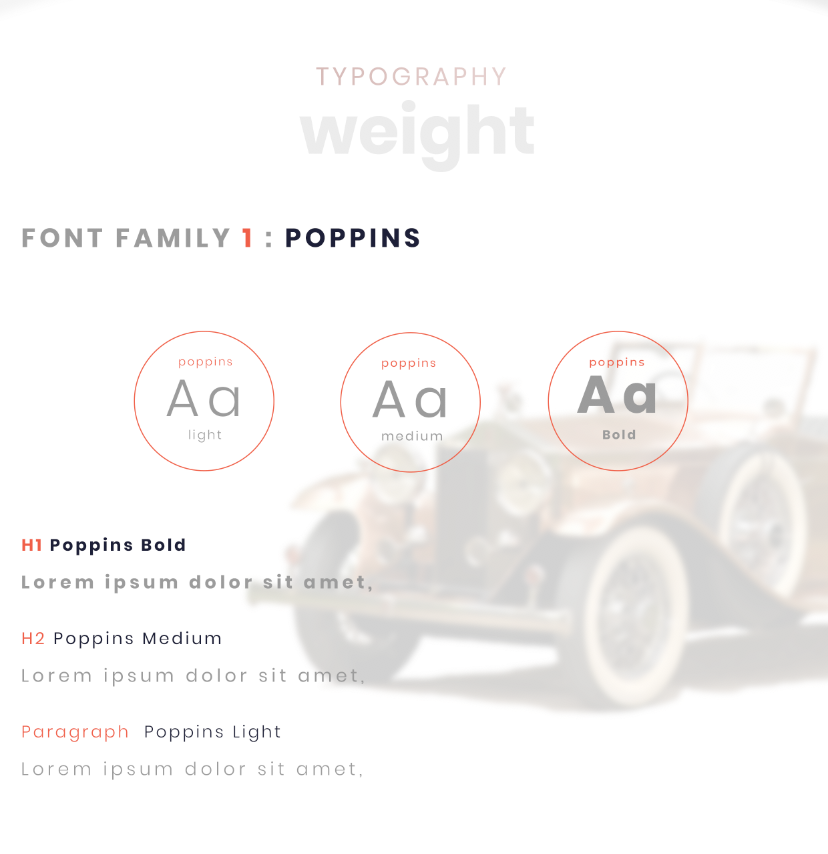 TYPOGRAPHY
weight
FONT FAMILY 1 : POPPINS
poppins
Aa
light
poppins
Aa
medium
poppins
Aa
Bold
H1 Poppins Bold
Lorem ipsum dolor sit amet,
H2 Poppins Medium
Lorem ipsum dolor sit amet,
Paragraph Poppins Light
Lorem ipsum dolor sit amet,